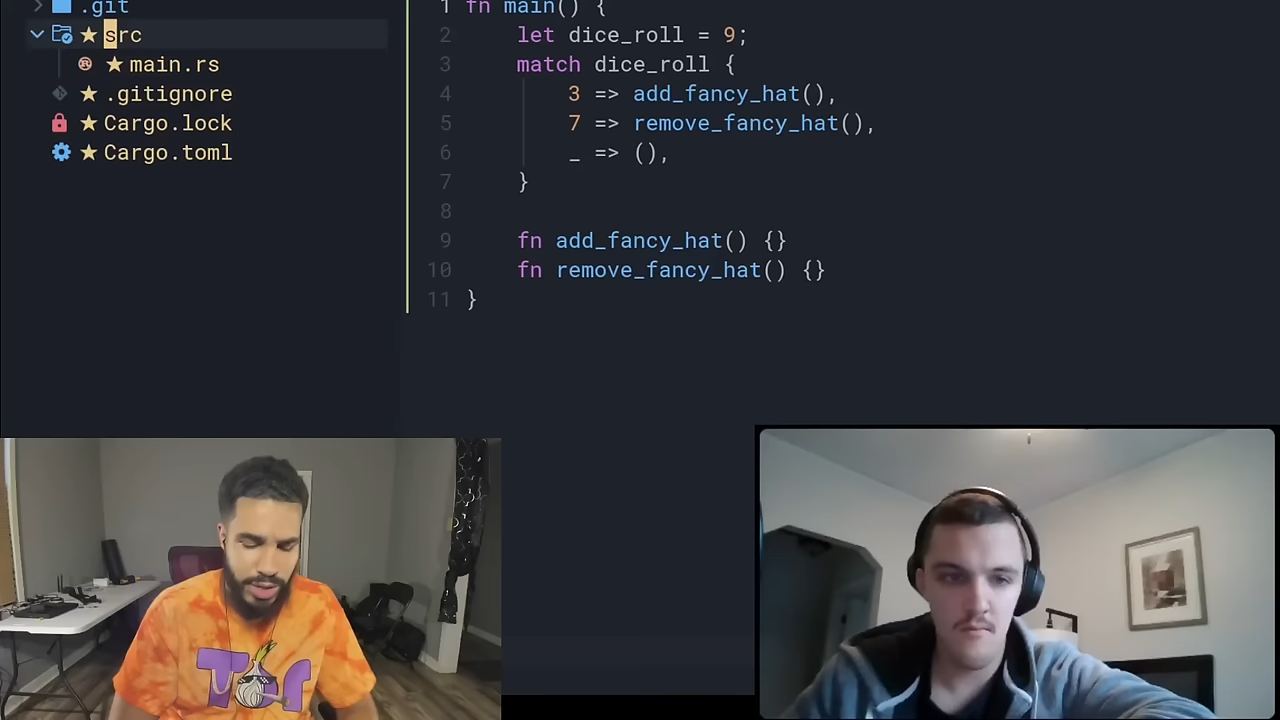 .git
src
main.rs
.gitignore
Cargo.lock
Cargo.toml
1 fn main() {
2 let dice_roll = 9;
3 match dice_roll {
4 3 => add_fancy_hat(),
5 7 => remove_fancy_hat(),
6 _ => (),
7 }
8
9 fn add_fancy_hat() {}
10 fn remove_fancy_hat() {}
11 }
Tor